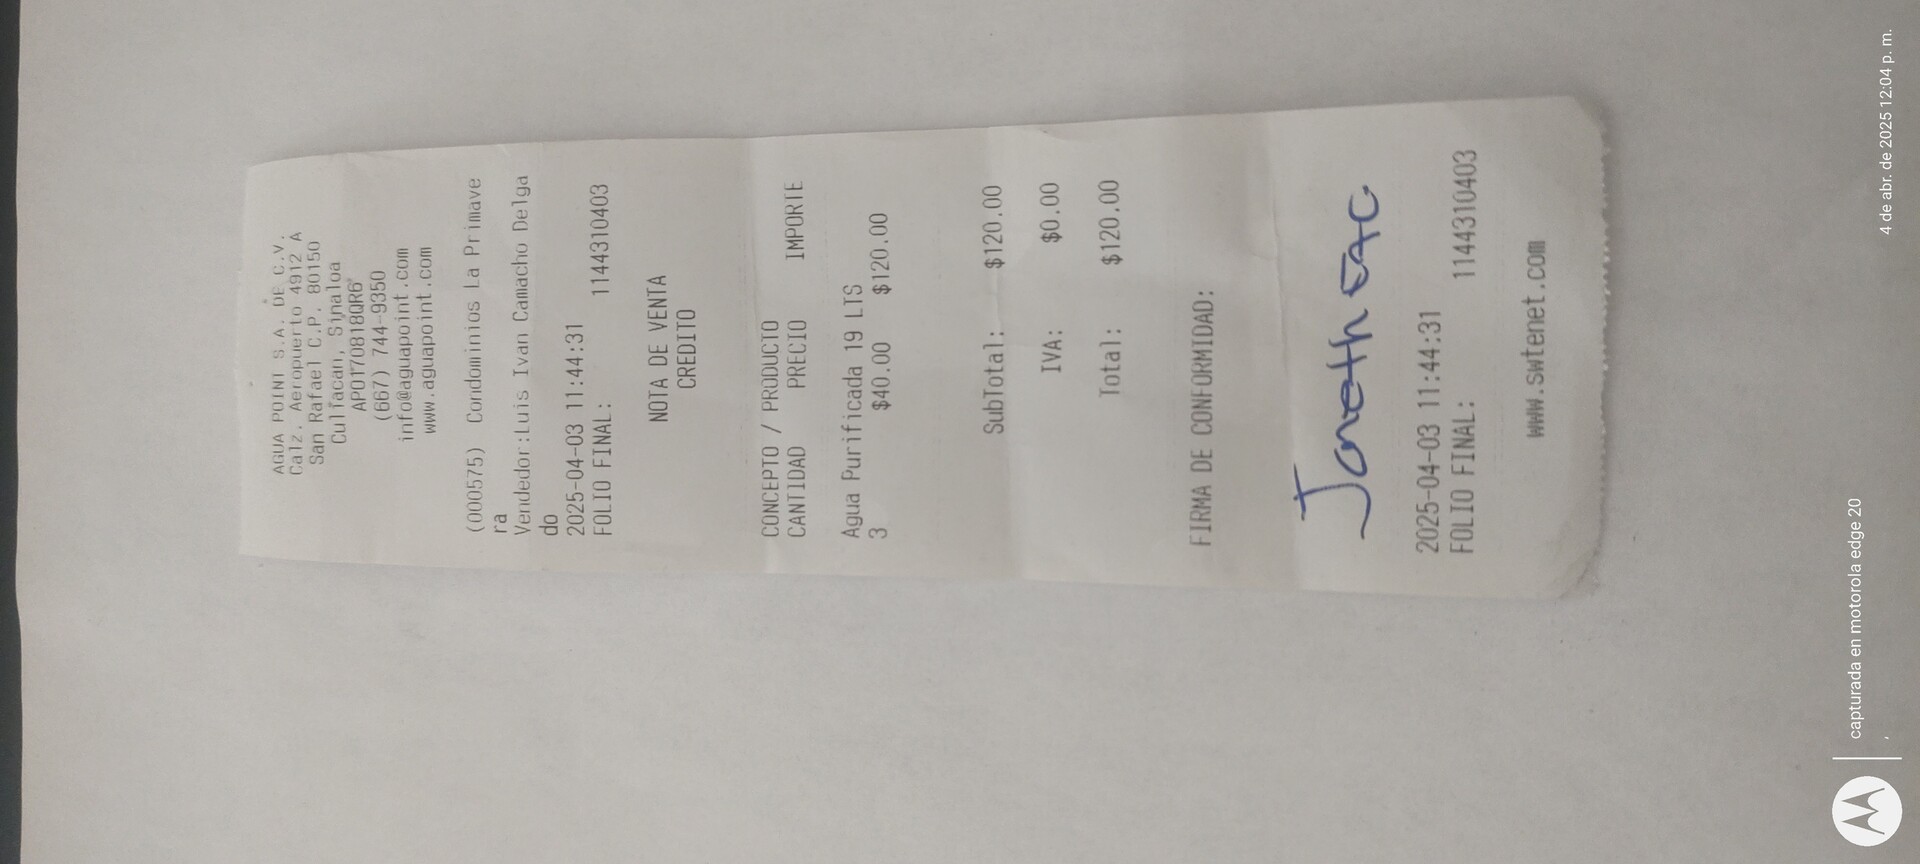 AGUA POINT S.A. DE C.V.
Calz. Aeropuerto 4912 A
San Rafael C.P. 80150
Culiacán, Sinaloa
APO170818QR6
(667) 744-9350
info@aguapoint.com
www.aguapoint.com
(000575) Condominios La Primave
ra
Vendedor:Luis Ivan Camacho Delga
do
2025-04-03 11:44:31
FOLIO FINAL: 1144310403
NOTA DE VENTA
CREDITO
CONCEPTO / PRODUCTO
CANTIDAD PRECIO IMPORTE
Agua Purificada 19 LTS
3 $40.00 $120.00
SubTotal: $120.00
IVA: $0.00
Total: $120.00
FIRMA DE CONFORMIDAD:
2025-04-03 11:44:31
FOLIO FINAL: 1144310403
www.swtenet.com
capturada en motorola edge 20
4 de abr. de 2025 12:04 p. m.